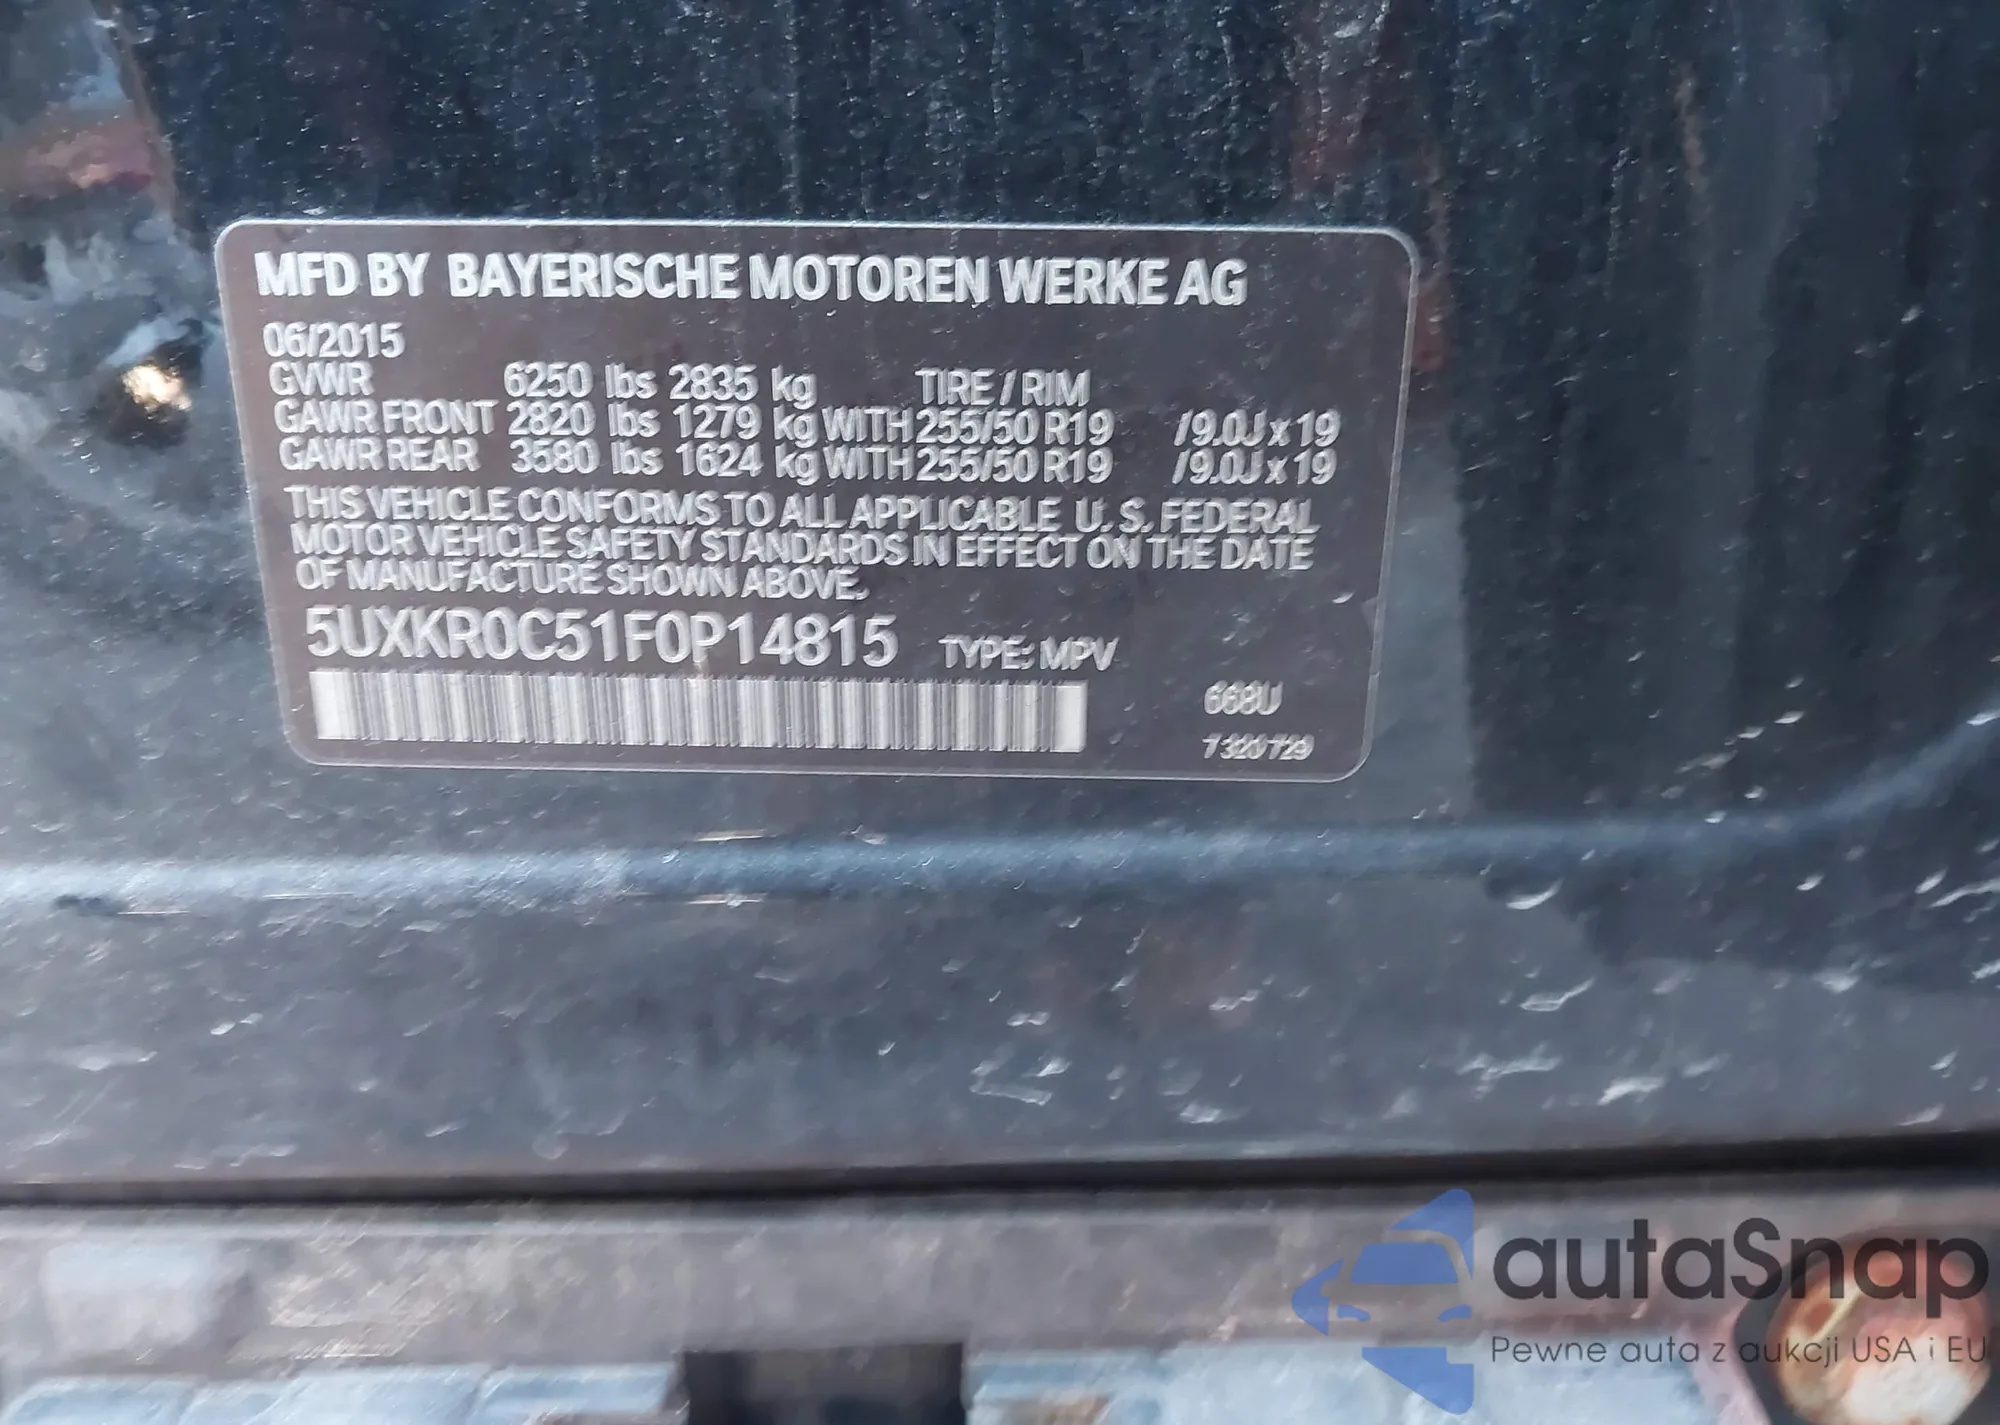 MFD BY BAYERISCHE MOTOREN WERKE AG
06/2015
GVWR 6250 lbs 2835 kg TIRE / RIM
GAWR FRONT 2820 lbs 1279 kg WITH 255/50 R19 /9.0J x 19
GAWR REAR 3580 lbs 1624 kg WITH 255/50 R19 /9.0J x 19
THIS VEHICLE CONFORMS TO ALL APPLICABLE U.S. FEDERAL
MOTOR VEHICLE SAFETY STANDARDS IN EFFECT ON THE DATE
OF MANUFACTURE SHOWN ABOVE.
5UXKR0C51F0P14815 TYPE: MPV
668U
7320729
autaSnap
Pewne auta z aukcji USA i EU